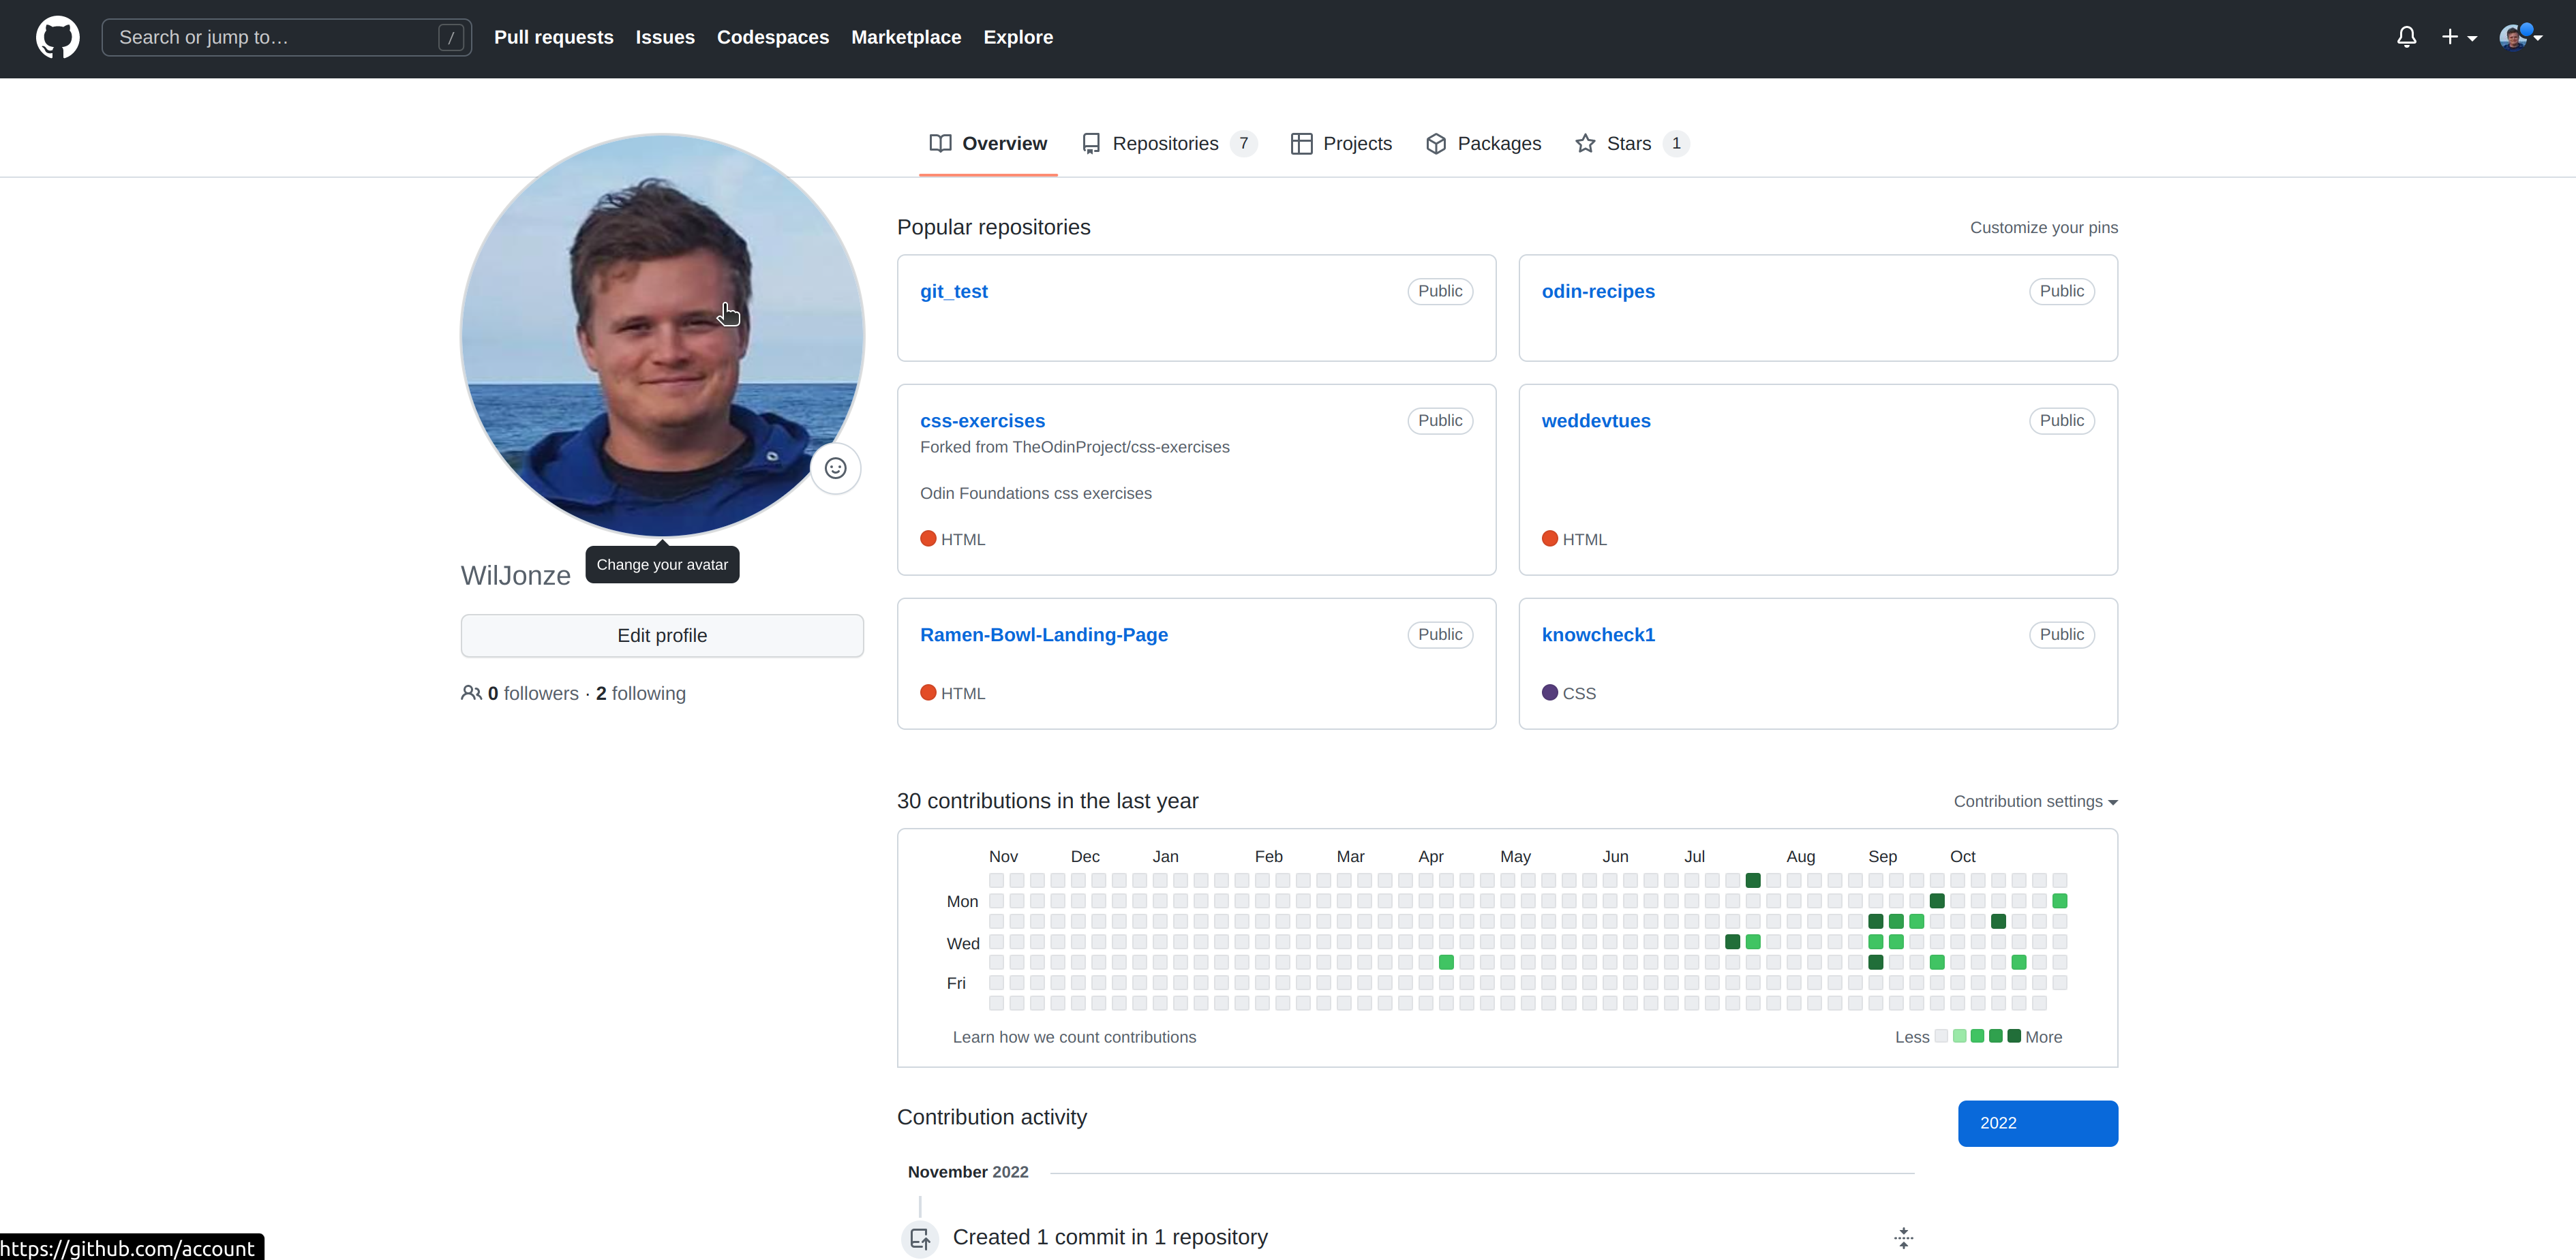 Search or jump to… /
Pull requests Issues Codespaces Marketplace Explore
Overview Repositories 7 Projects Packages Stars 1
Change your avatar
WilJonze
Edit profile
0 followers · 2 following
Popular repositories Customize your pins
git_test Public
odin-recipes Public
css-exercises Public
Forked from TheOdinProject/css-exercises
Odin Foundations css exercises
HTML
weddevtues Public
HTML
Ramen-Bowl-Landing-Page Public
HTML
knowcheck1 Public
CSS
30 contributions in the last year Contribution settings
Nov Dec Jan Feb Mar Apr May Jun Jul Aug Sep Oct
Mon
Wed
Fri
Learn how we count contributions Less More
Contribution activity
2022
November 2022
Created 1 commit in 1 repository
https://github.com/account